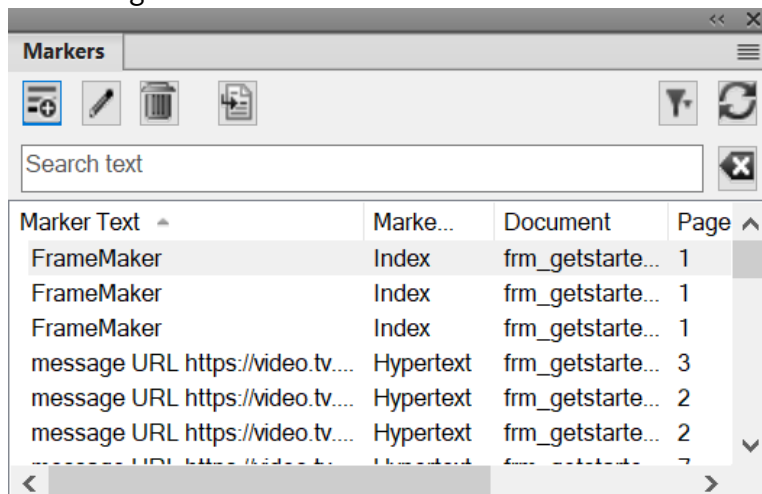 Markers
Search text
Marker Text Marke... Document Page
FrameMaker Index frm_getstarte... 1
FrameMaker Index frm_getstarte... 1
FrameMaker Index frm_getstarte... 1
message URL https://video.tv.... Hypertext frm_getstarte... 3
message URL https://video.tv.... Hypertext frm_getstarte... 2
message URL https://video.tv.... Hypertext frm_getstarte... 2